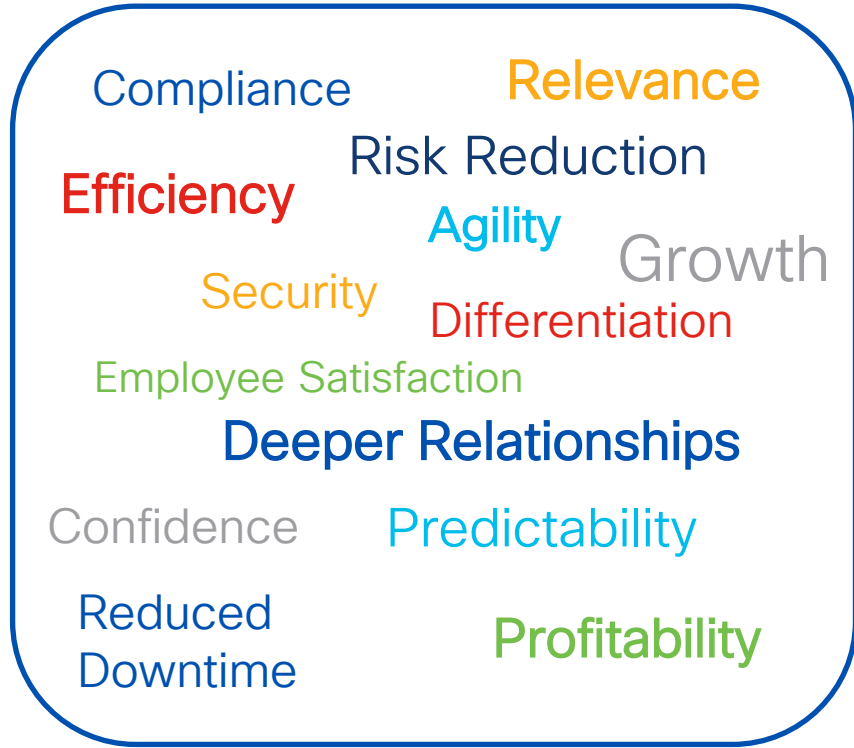 Compliance
Relevance
Risk Reduction
Efficiency
Agility
Growth
Security
Differentiation
Employee Satisfaction
Deeper Relationships
Confidence
Predictability
Reduced
Downtime
Profitability